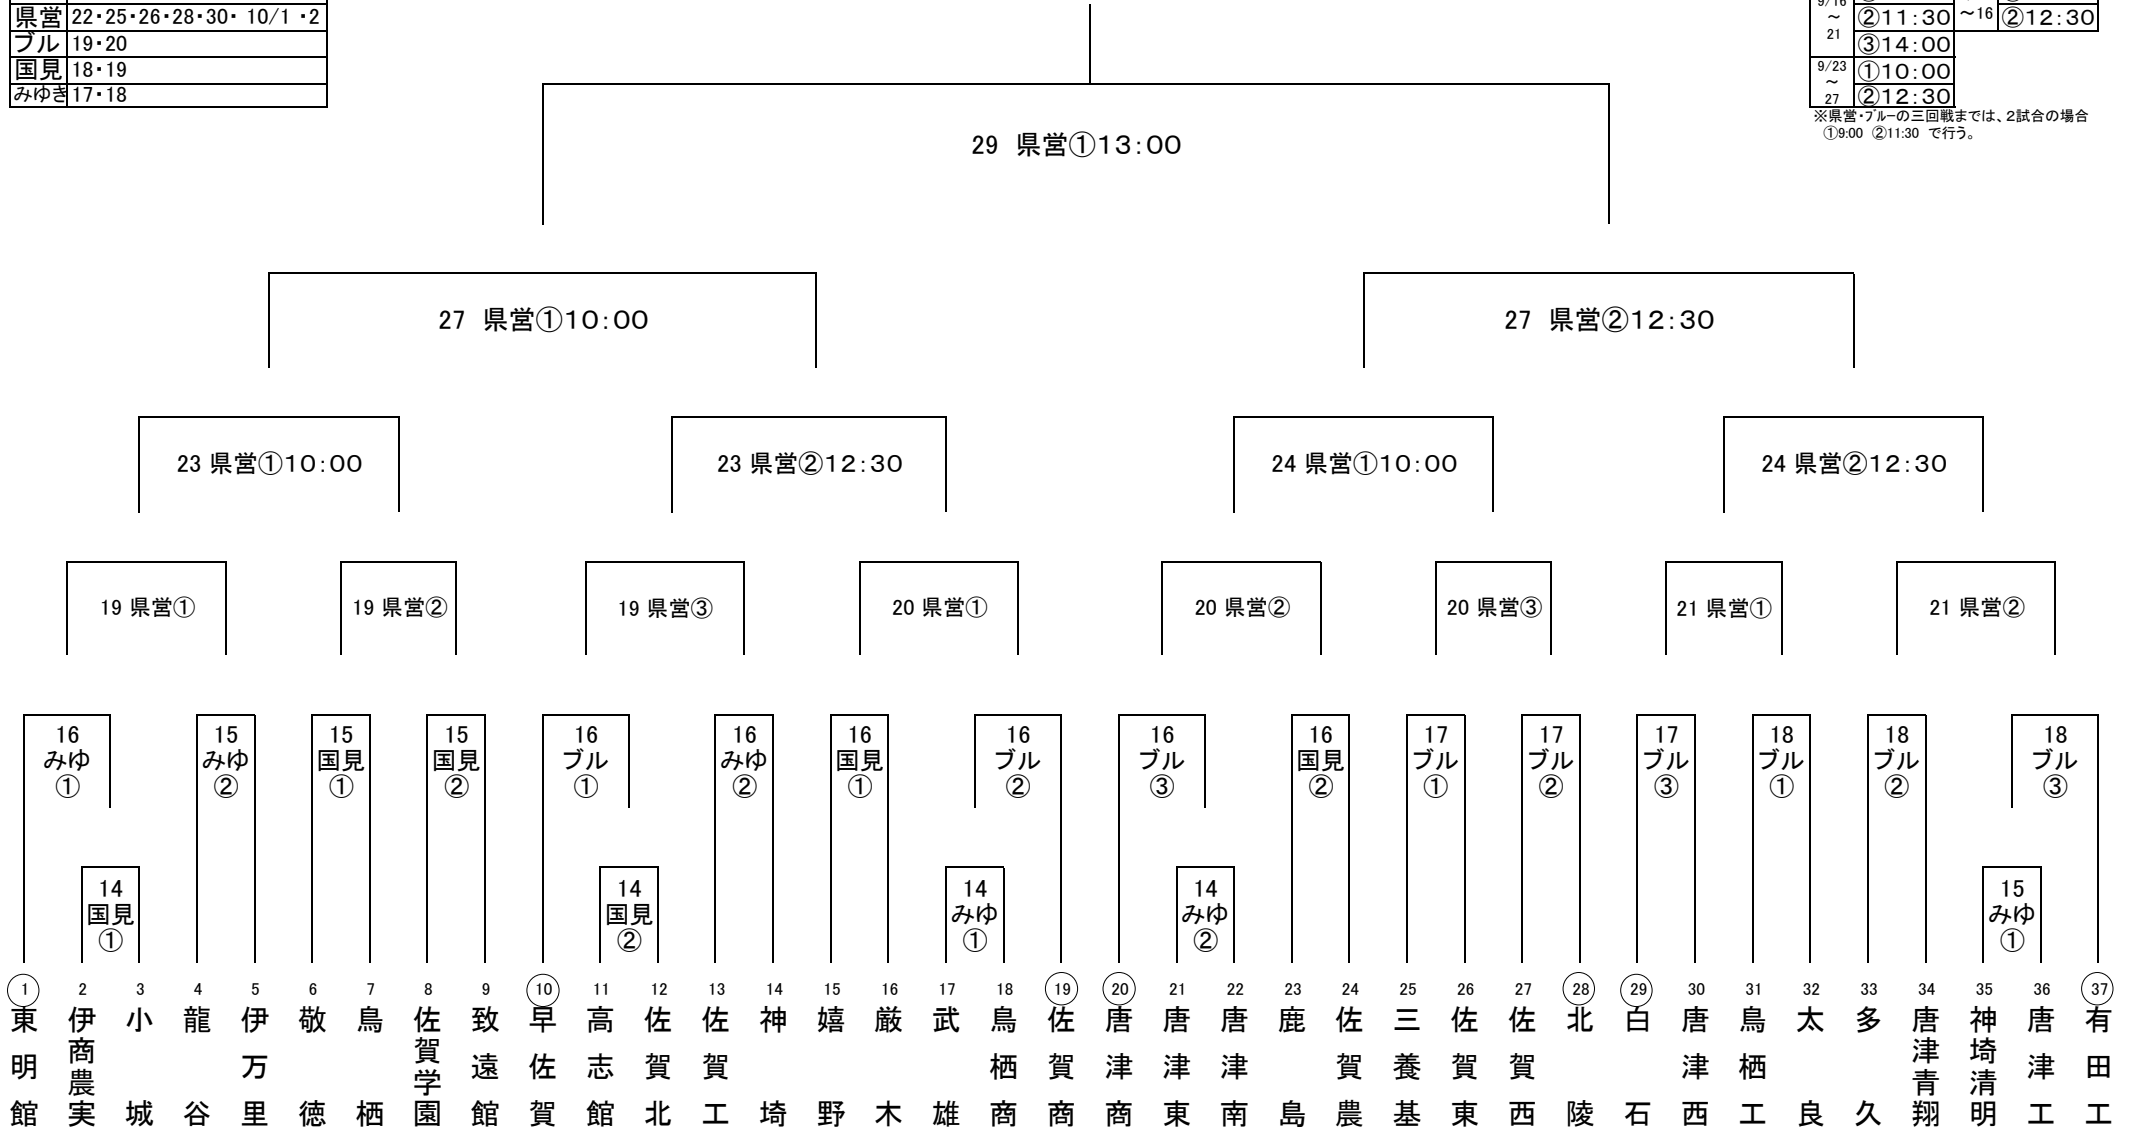 県営 22・25・26・28・30・ 10/1 ・2
ブル 19・20
国見 18・19
みゆき 17・18
9/16
~
21
②11:30
~16
②12:30
③14:00
9/23
~
27
①10:00
②12:30
※県営・ブルーの三回戦までは、2試合の場合
①9:00 ②11:30 で行う。
29 県営①13:00
27 県営①10:00
27 県営②12:30
23 県営①10:00
23 県営②12:30
24 県営①10:00
24 県営②12:30
19 県営①
19 県営②
19 県営③
20 県営①
20 県営②
20 県営③
21 県営①
21 県営②
16 みゆ ①
15 みゆ ②
15 国見 ①
15 国見 ②
16 ブル ①
16 みゆ ②
16 国見 ①
16 ブル ②
16 ブル ③
16 国見 ②
17 ブル ①
17 ブル ②
17 ブル ③
18 ブル ①
18 ブル ②
18 ブル ③
14 国見 ①
14 国見 ②
14 みゆ ①
14 みゆ ②
15 みゆ ①
1 東明館
2 伊商農実
3 小城
4 龍谷
5 伊万里
6 敬徳
7 鳥栖
8 佐賀学園
9 致遠館
10 早佐賀
11 高志館
12 佐賀北
13 佐賀工
14 神埼
15 嬉野
16 厳木
17 武雄
18 鳥栖商
19 佐賀商
20 唐津商
21 唐津東
22 唐津南
23 鹿島
24 佐賀農
25 三養基
26 佐賀東
27 佐賀西
28 北陵
29 白石
30 唐津西
31 鳥栖工
32 太良
33 多久
34 唐津青翔
35 神埼清明
36 唐津工
37 有田工